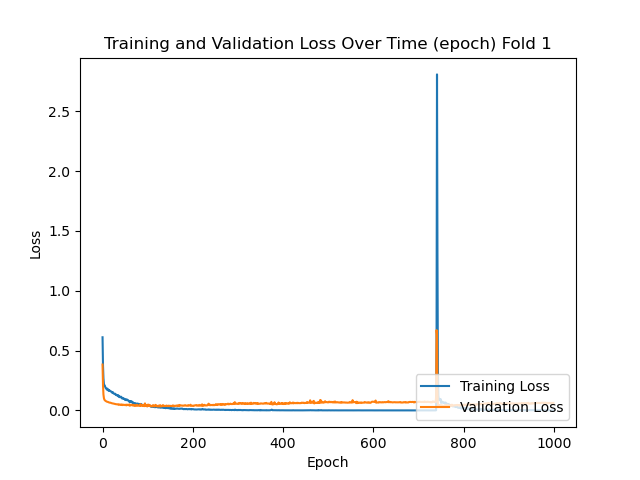 Training and Validation Loss Over Time (epoch) Fold 1
Loss
2.5
2.0
1.5
1.0
0.5
0.0
Training Loss
Validation Loss
0 200 400 600 800 1000
Epoch